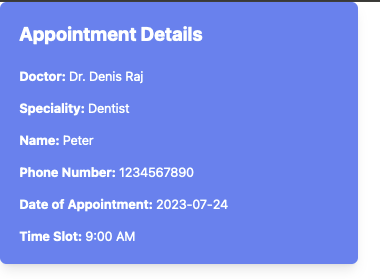 Appointment Details
Doctor: Dr. Denis Raj
Speciality: Dentist
Name: Peter
Phone Number: 1234567890
Date of Appointment: 2023-07-24
Time Slot: 9:00 AM